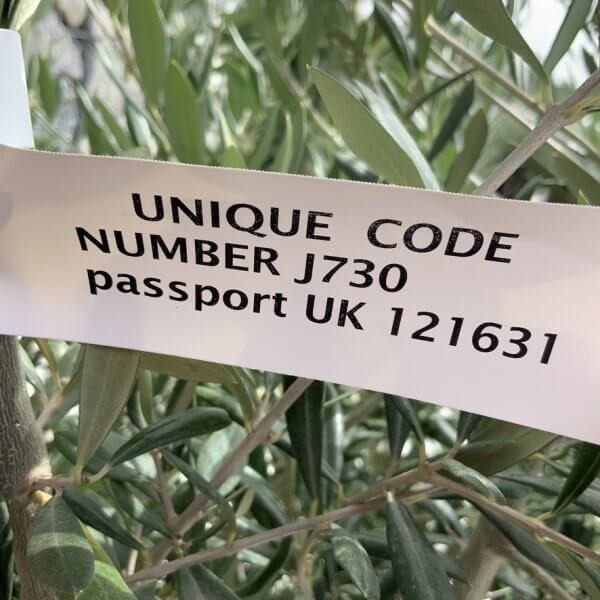 UNIQUE CODE
NUMBER J730
passport UK 121631